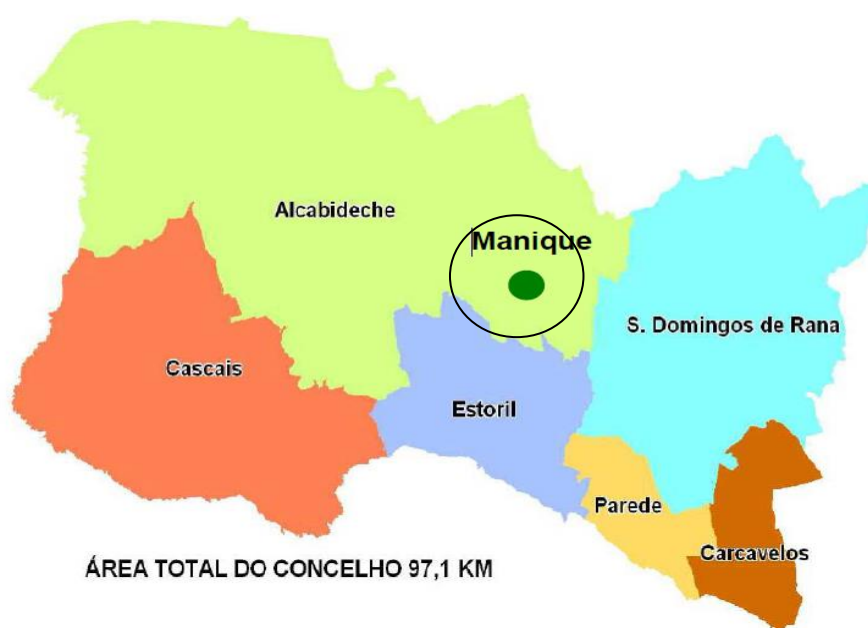 Alcabideche
Manique
S. Domingos de Rana
Cascais
Estoril
Parede
Carcavelos
ÁREA TOTAL DO CONCELHO 97,1 KM